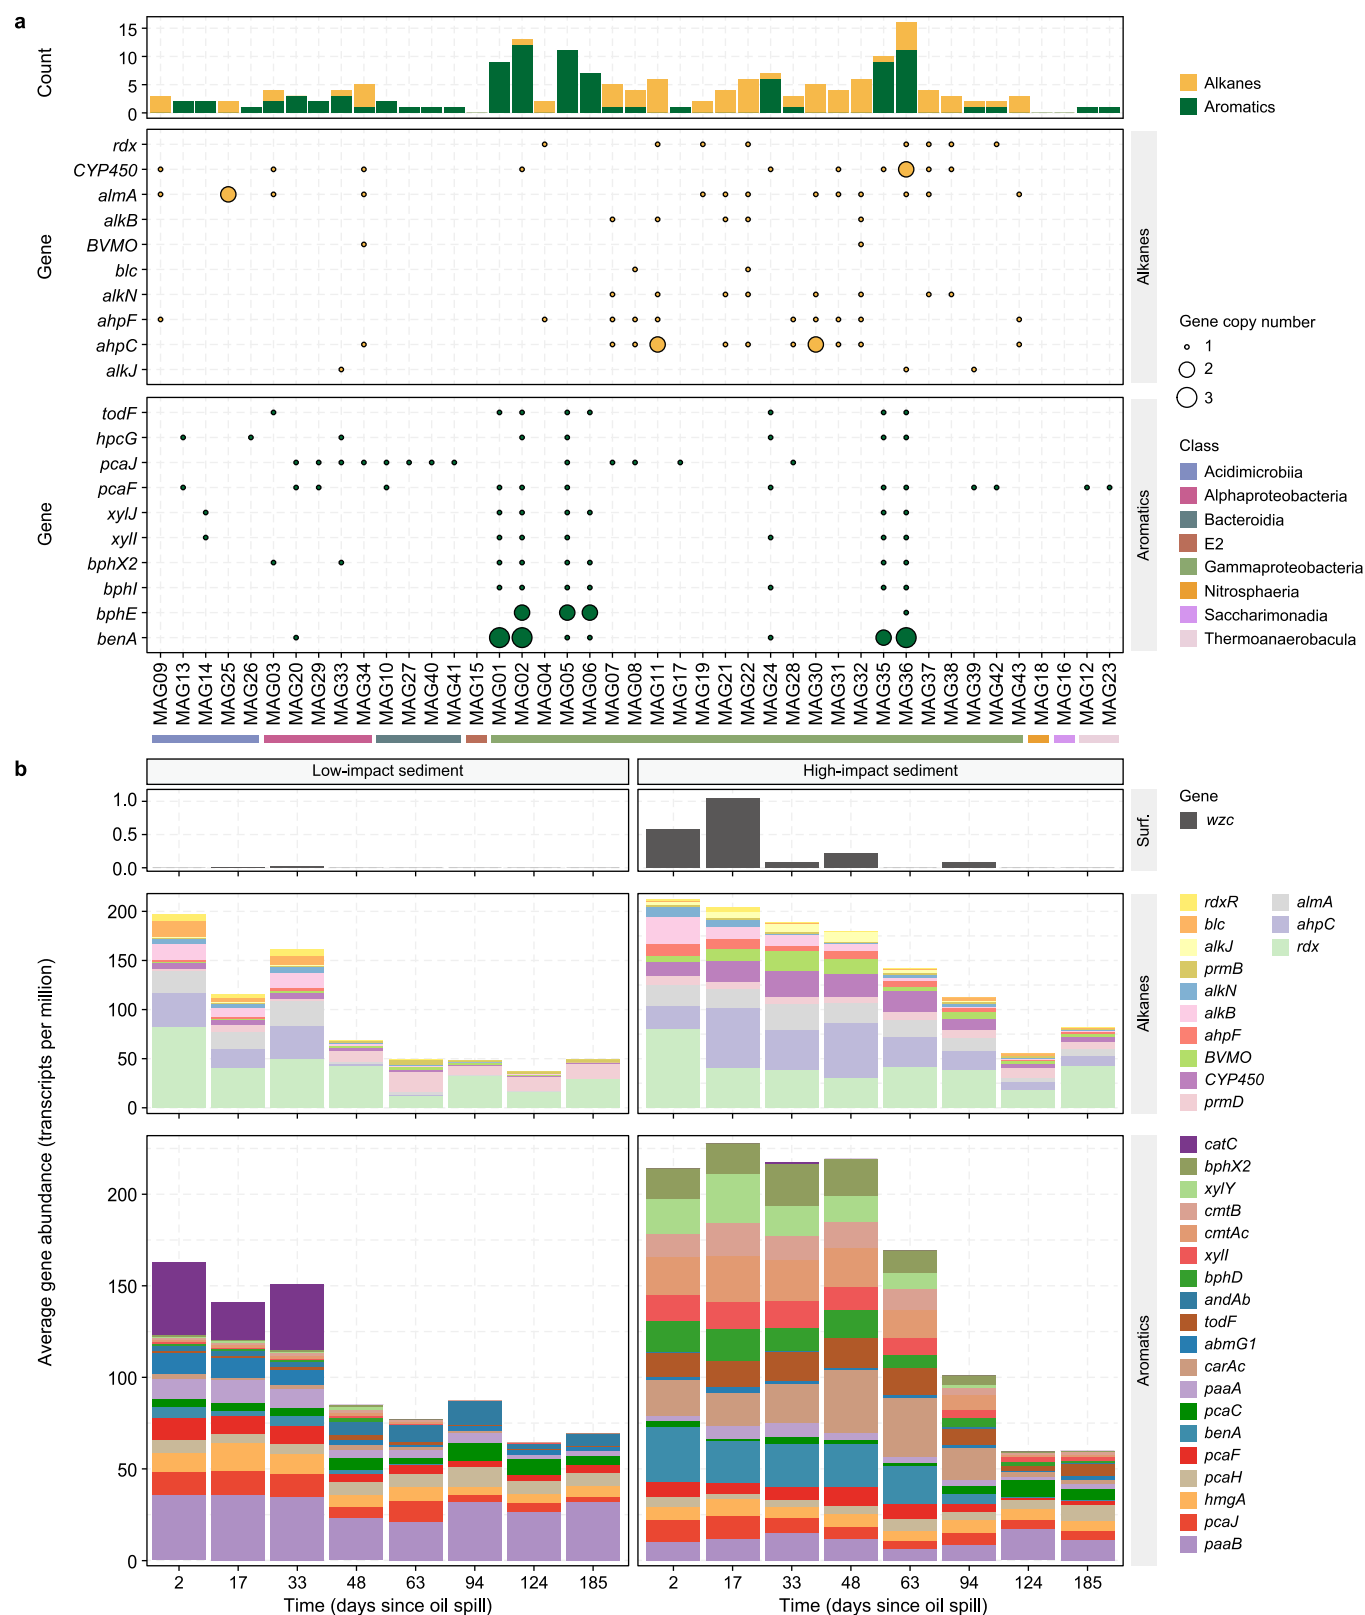 a
Count
15
10
5
0
Alkanes
Aromatics
Gene
rdx
CYP450
almA
alkB
BVMO
blc
alkN
ahpF
ahpC
alkJ
Alkanes
Gene copy number
1
2
3
Gene
todF
hpcG
pcaJ
pcaF
xylJ
xylI
bphX2
bphI
bphE
benA
Aromatics
Class
Acidimicrobiia
Alphaproteobacteria
Bacteroidia
E2
Gammaproteobacteria
Nitrosphaeria
Saccharimonadia
Thermoanaerobacula
MAG09 MAG13 MAG14 MAG25 MAG26 MAG03 MAG20 MAG29 MAG33 MAG34 MAG10 MAG27 MAG40 MAG41 MAG15 MAG01 MAG02 MAG04 MAG05 MAG06 MAG07 MAG08 MAG11 MAG17 MAG19 MAG21 MAG22 MAG24 MAG28 MAG30 MAG31 MAG32 MAG35 MAG36 MAG37 MAG38 MAG39 MAG42 MAG43 MAG18 MAG16 MAG12 MAG23
b
Low-impact sediment
High-impact sediment
1.0
0.5
0.0
Surf.
Gene
wzc
Average gene abundance (transcripts per million)
200
150
100
50
0
Alkanes
rdxR
blc
alkJ
prmB
alkN
alkB
ahpF
BVMO
CYP450
prmD
almA
ahpC
rdx
200
150
100
50
0
Aromatics
catC
bphX2
xylY
cmtB
cmtAc
xylI
bphD
andAb
todF
abmG1
carAc
paaA
pcaC
benA
pcaF
pcaH
hmgA
pcaJ
paaB
2 17 33 48 63 94 124 185
2 17 33 48 63 94 124 185
Time (days since oil spill)
Time (days since oil spill)